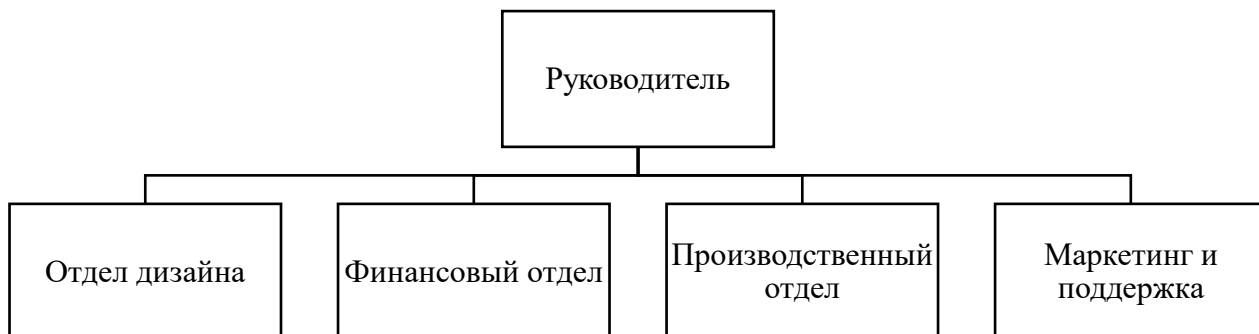 Руководитель
Отдел дизайна
Финансовый отдел
Производственный
отдел
Маркетинг и
поддержка